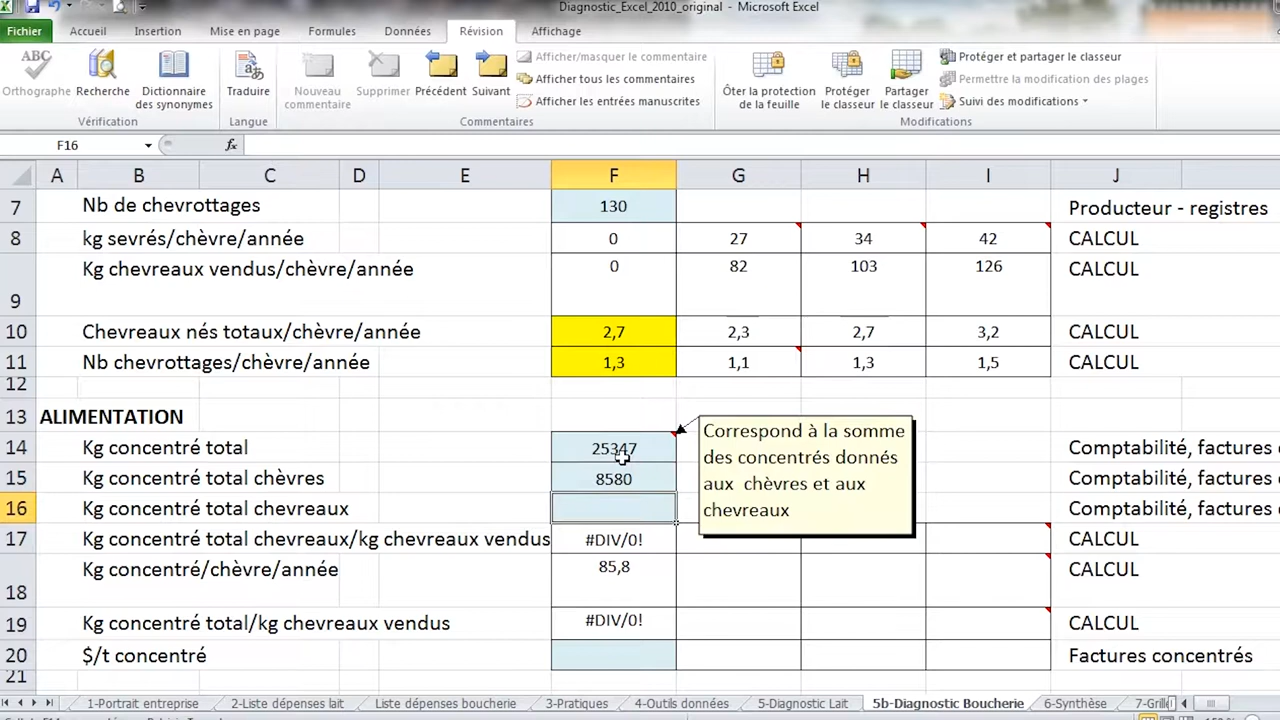 Diagnostic_Excel_2010_original - Microsoft Excel
Fichier Accueil Insertion Mise en page Formules Données Révision Affichage
ABC
Orthographe Recherche Dictionnaire des synonymes Traduire Nouveau commentaire Supprimer Précédent Suivant
Afficher/masquer le commentaire
Afficher tous les commentaires
Afficher les entrées manuscrites
Ôter la protection de la feuille Protéger le classeur Partager le classeur
Protéger et partager le classeur
Permettre la modification des plages
Suivi des modifications
Vérification Langue Commentaires Modifications
F16 fx
A B C D E F G H I J
7 Nb de chevrottages 130 Producteur - registres
8 kg sevrés/chèvre/année 0 27 34 42 CALCUL
9 Kg chevreaux vendus/chèvre/année 0 82 103 126 CALCUL
10 Chevreaux nés totaux/chèvre/année 2,7 2,3 2,7 3,2 CALCUL
11 Nb chevrottages/chèvre/année 1,3 1,1 1,3 1,5 CALCUL
12
13 ALIMENTATION
14 Kg concentré total 25347 Comptabilité, factures
15 Kg concentré total chèvres 8580 Comptabilité, factures
16 Kg concentré total chevreaux Comptabilité, factures
17 Kg concentré total chevreaux/kg chevreaux vendus #DIV/0! CALCUL
18 Kg concentré/chèvre/année 85,8 CALCUL
19 Kg concentré total/kg chevreaux vendus #DIV/0! CALCUL
20 $/t concentré Factures concentrés
21
Correspond à la somme
des concentrés donnés
aux chèvres et aux
chevreaux
1-Portrait entreprise 2-Liste dépenses lait Liste dépenses boucherie 3-Pratiques 4-Outils données 5-Diagnostic Lait 5b-Diagnostic Boucherie 6-Synthèse 7-Grill